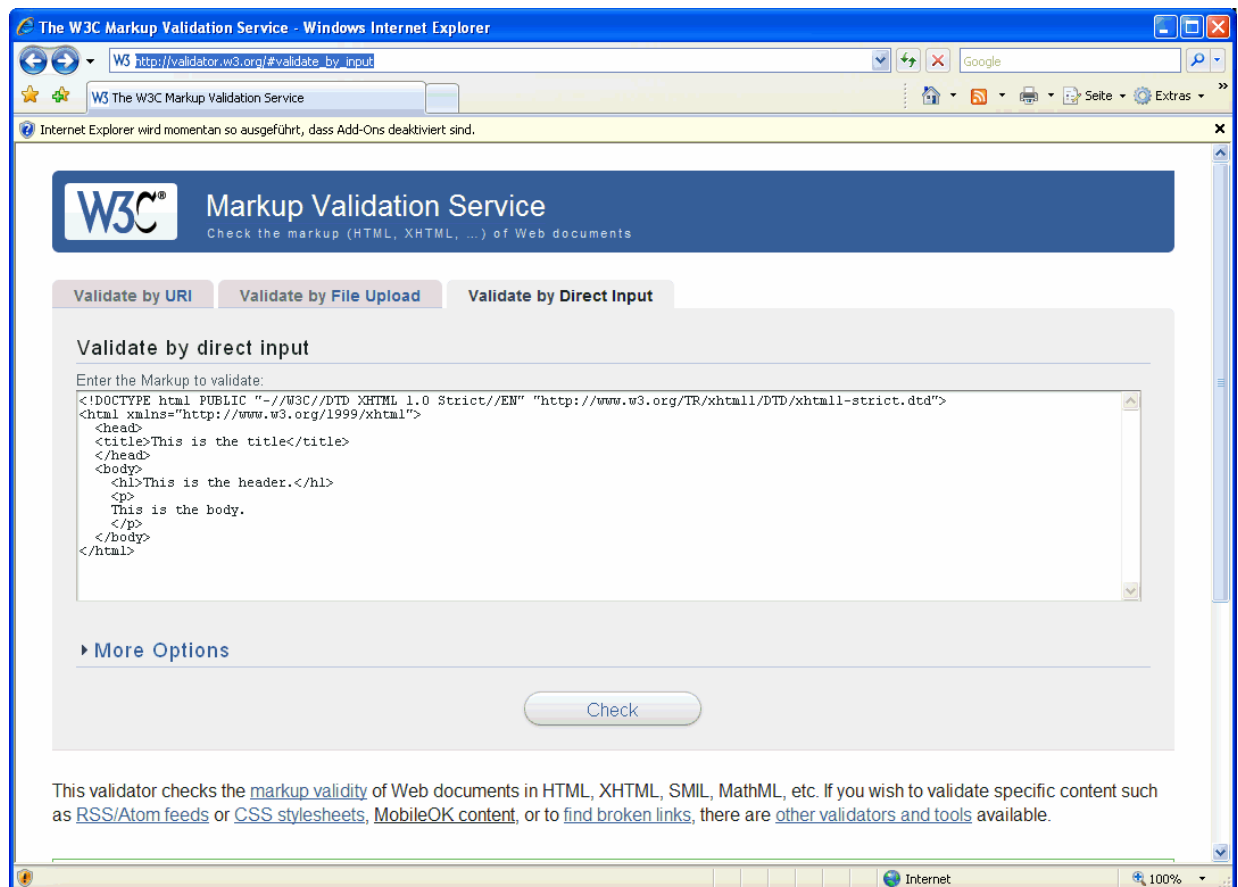 The W3C Markup Validation Service - Windows Internet Explorer
W3 http://validator.w3.org/#validate_by_input
Google
W3 The W3C Markup Validation Service
Seite
Extras
»
Internet Explorer wird momentan so ausgeführt, dass Add-Ons deaktiviert sind.
W3C® Markup Validation Service
Check the markup (HTML, XHTML, …) of Web documents
Validate by URI
Validate by File Upload
Validate by Direct Input
Validate by direct input
Enter the Markup to validate:
<!DOCTYPE html PUBLIC "-//W3C//DTD XHTML 1.0 Strict//EN" "http://www.w3.org/TR/xhtml1/DTD/xhtml1-strict.dtd">
<html xmlns="http://www.w3.org/1999/xhtml">
<head>
<title>This is the title</title>
</head>
<body>
<h1>This is the header.</h1>
<p>
This is the body.
</p>
</body>
</html>
More Options
Check
This validator checks the markup validity of Web documents in HTML, XHTML, SMIL, MathML, etc. If you wish to validate specific content such
as RSS/Atom feeds or CSS stylesheets, MobileOK content, or to find broken links, there are other validators and tools available.
Internet
100%